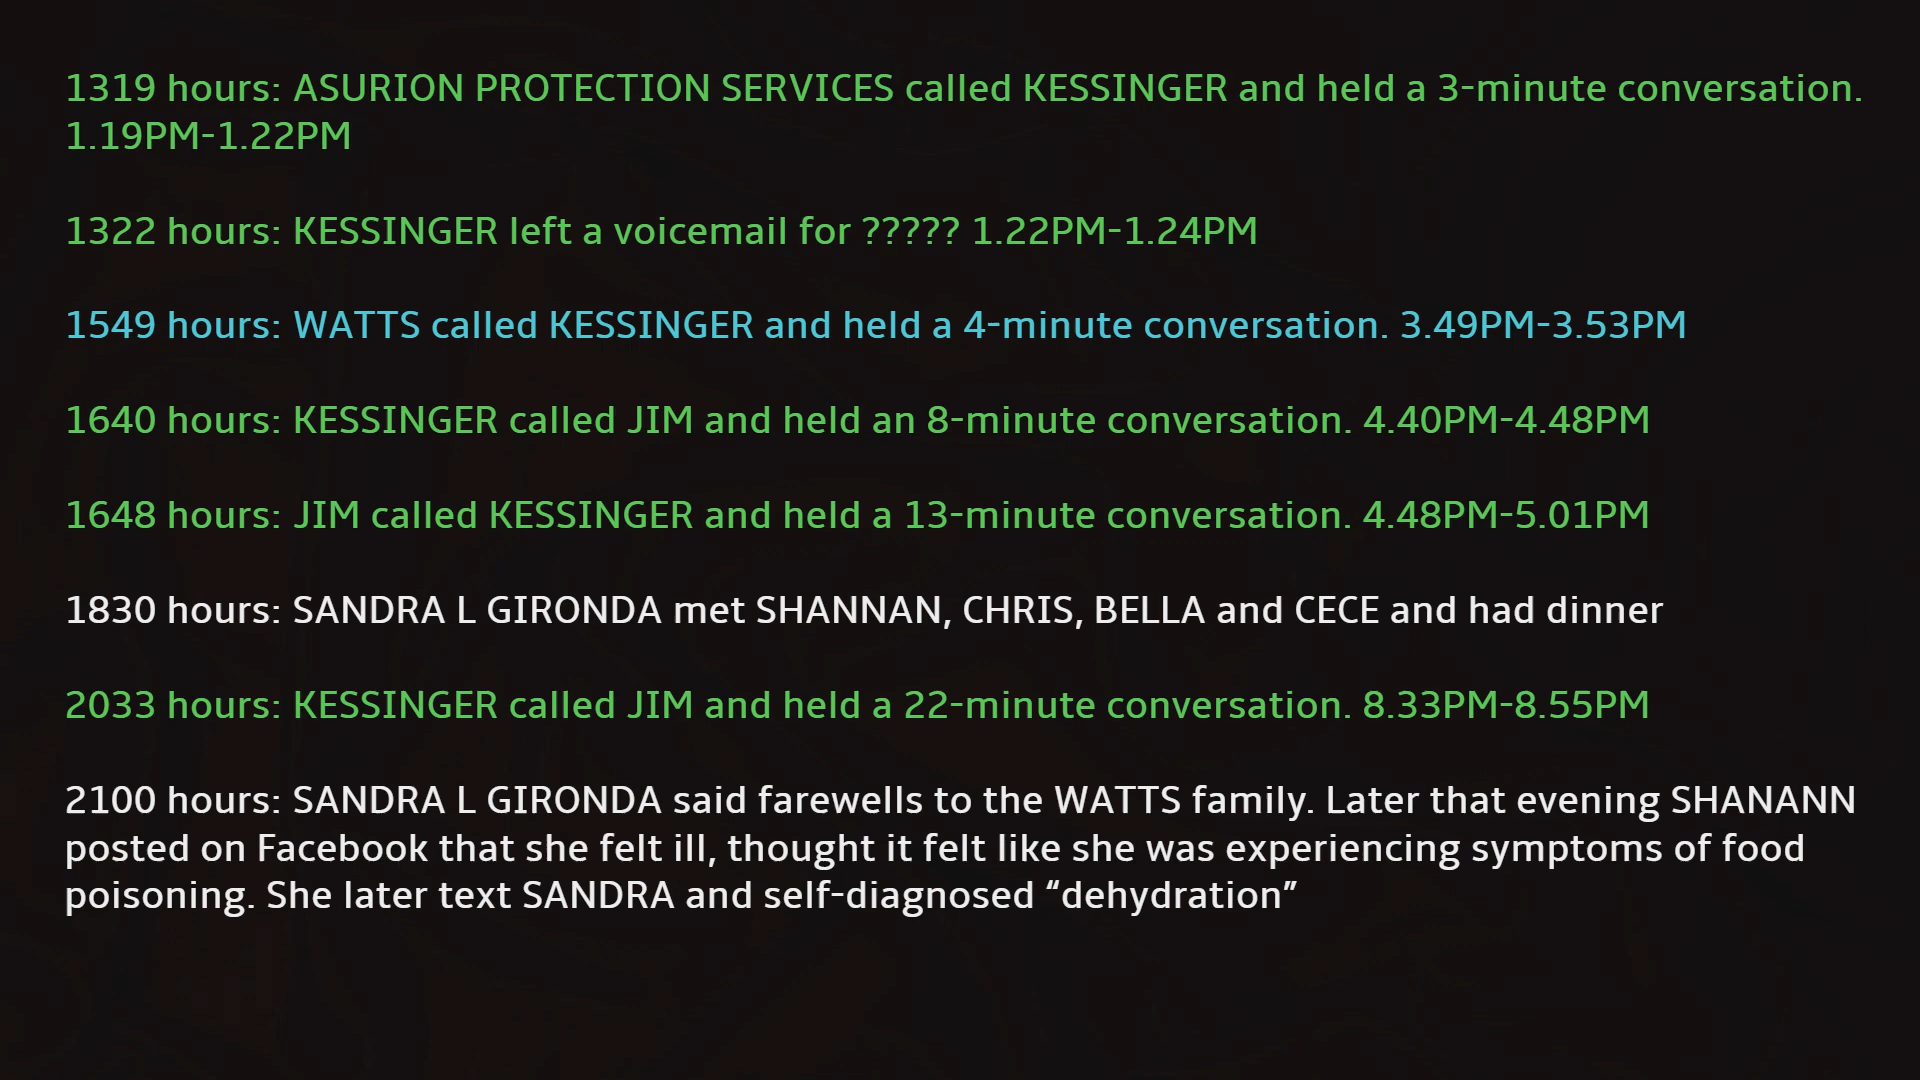 1319 hours: ASURION PROTECTION SERVICES called KESSINGER and held a 3-minute conversation.
1.19PM-1.22PM
1322 hours: KESSINGER left a voicemail for ????? 1.22PM-1.24PM
1549 hours: WATTS called KESSINGER and held a 4-minute conversation. 3.49PM-3.53PM
1640 hours: KESSINGER called JIM and held an 8-minute conversation. 4.40PM-4.48PM
1648 hours: JIM called KESSINGER and held a 13-minute conversation. 4.48PM-5.01PM
1830 hours: SANDRA L GIRONDA met SHANNAN, CHRIS, BELLA and CECE and had dinner
2033 hours: KESSINGER called JIM and held a 22-minute conversation. 8.33PM-8.55PM
2100 hours: SANDRA L GIRONDA said farewells to the WATTS family. Later that evening SHANANN
posted on Facebook that she felt ill, thought it felt like she was experiencing symptoms of food
poisoning. She later text SANDRA and self-diagnosed “dehydration”